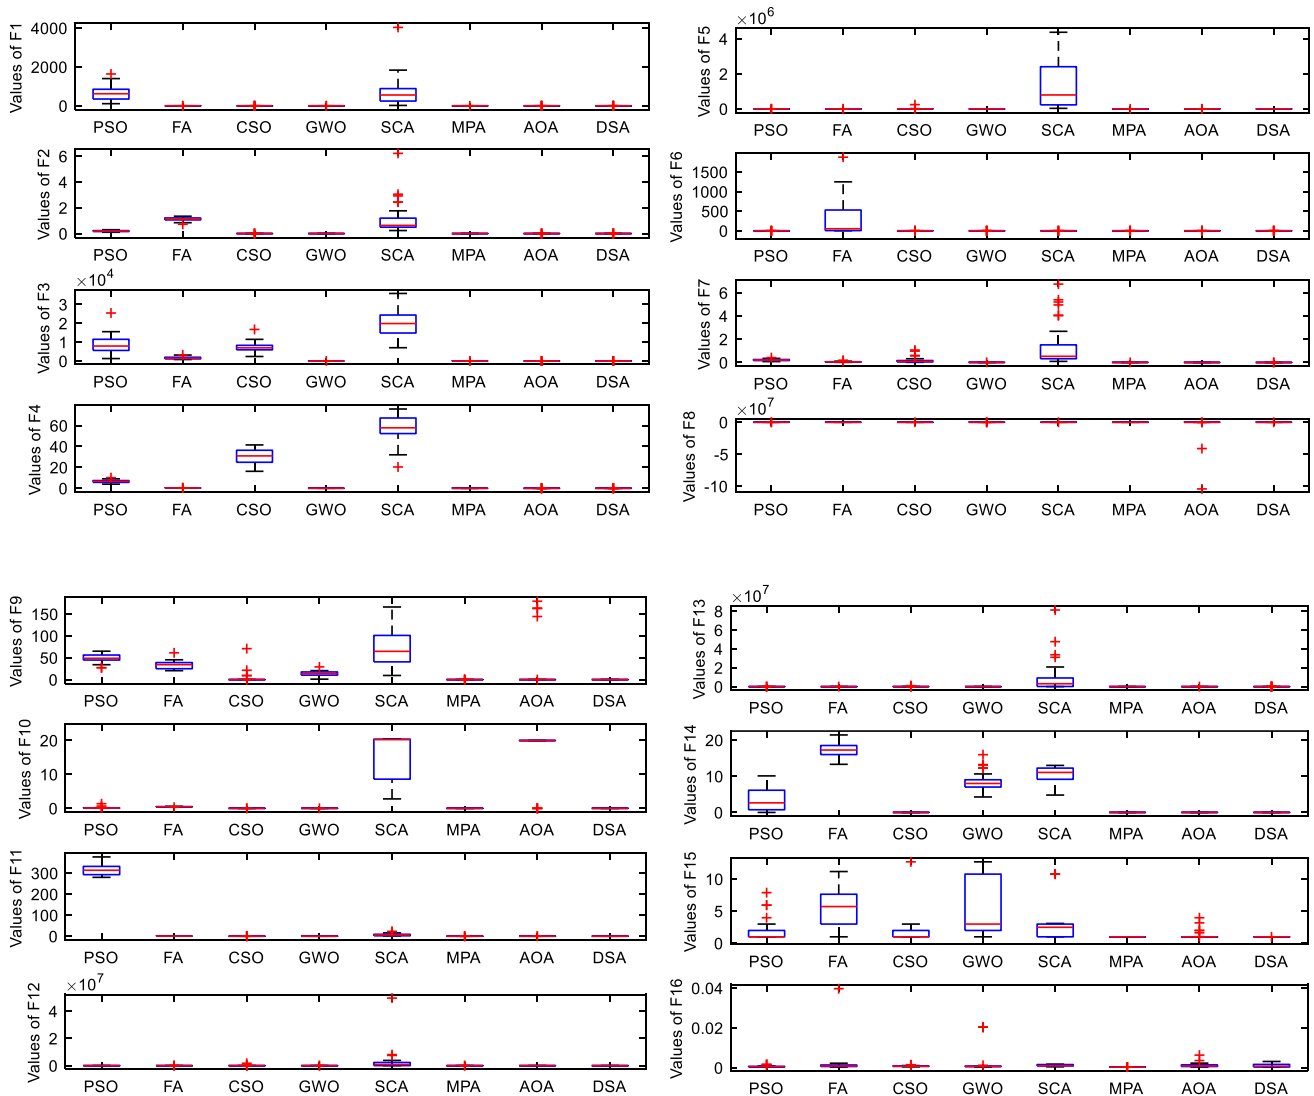 Values of F1
4000
2000
0
PSO FA CSO GWO SCA MPA AOA DSA
Values of F2
6
4
2
0
PSO FA CSO GWO SCA MPA AOA DSA
×10^4
Values of F3
3
2
1
0
PSO FA CSO GWO SCA MPA AOA DSA
Values of F4
60
40
20
0
PSO FA CSO GWO SCA MPA AOA DSA
×10^6
Values of F5
4
2
0
PSO FA CSO GWO SCA MPA AOA DSA
Values of F6
1500
1000
500
0
PSO FA CSO GWO SCA MPA AOA DSA
Values of F7
6
4
2
0
PSO FA CSO GWO SCA MPA AOA DSA
×10^7
Values of F8
0
-5
-10
PSO FA CSO GWO SCA MPA AOA DSA
Values of F9
150
100
50
0
PSO FA CSO GWO SCA MPA AOA DSA
Values of F10
20
10
0
PSO FA CSO GWO SCA MPA AOA DSA
Values of F11
300
200
100
0
PSO FA CSO GWO SCA MPA AOA DSA
×10^7
Values of F12
4
2
0
PSO FA CSO GWO SCA MPA AOA DSA
×10^7
Values of F13
8
6
4
2
0
PSO FA CSO GWO SCA MPA AOA DSA
Values of F14
20
10
0
PSO FA CSO GWO SCA MPA AOA DSA
Values of F15
10
5
0
PSO FA CSO GWO SCA MPA AOA DSA
Values of F16
0.04
0.02
0
PSO FA CSO GWO SCA MPA AOA DSA